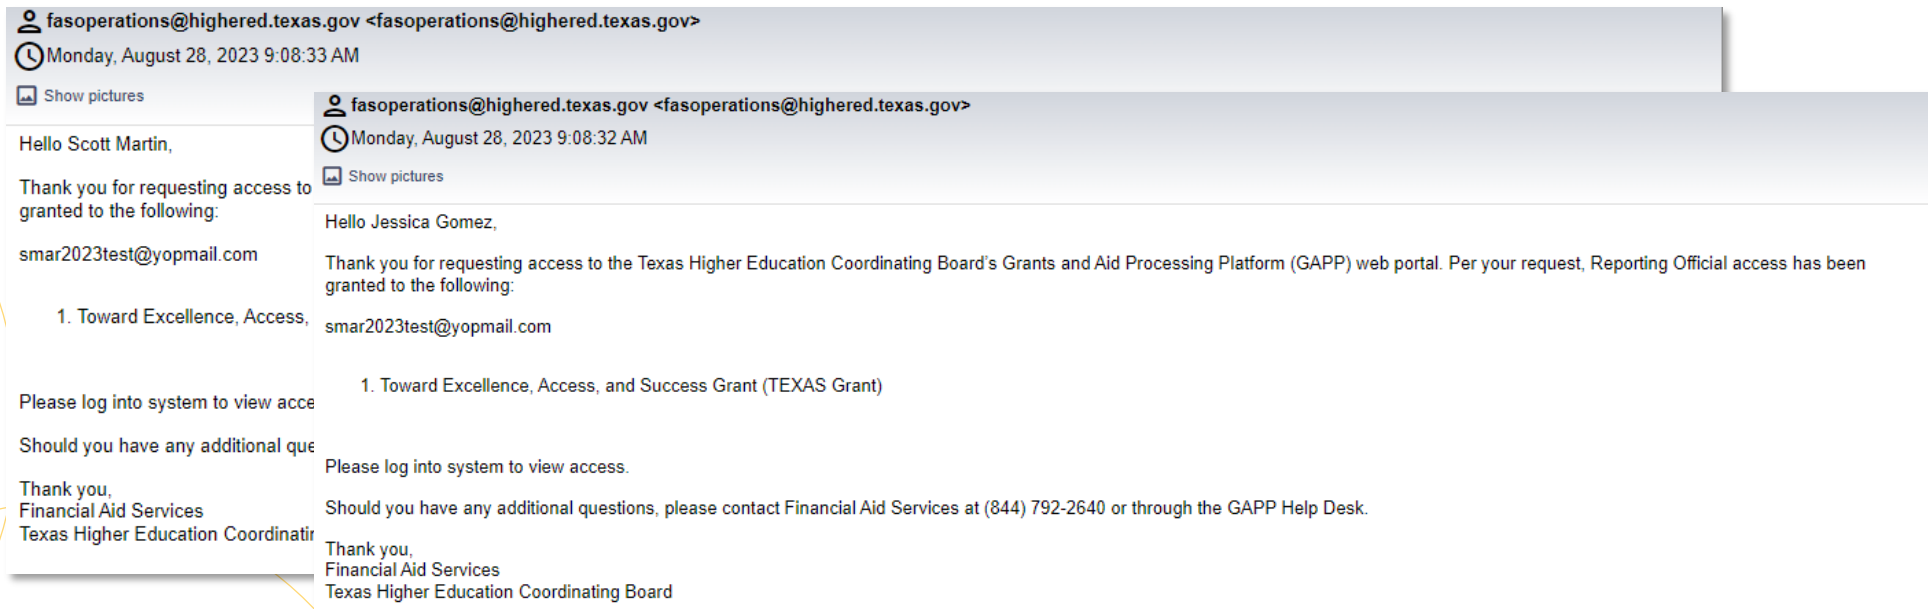 fasoperations@highered.texas.gov <fasoperations@highered.texas.gov>
Monday, August 28, 2023 9:08:33 AM
Show pictures
Hello Scott Martin,
Thank you for requesting access to
granted to the following:
smar2023test@yopmail.com
1. Toward Excellence, Access,
Please log into system to view acce
Should you have any additional que
Thank you,
Financial Aid Services
Texas Higher Education Coordinatin
fasoperations@highered.texas.gov <fasoperations@highered.texas.gov>
Monday, August 28, 2023 9:08:32 AM
Show pictures
Hello Jessica Gomez,
Thank you for requesting access to the Texas Higher Education Coordinating Board's Grants and Aid Processing Platform (GAPP) web portal. Per your request, Reporting Official access has been
granted to the following:
smar2023test@yopmail.com
1. Toward Excellence, Access, and Success Grant (TEXAS Grant)
Please log into system to view access.
Should you have any additional questions, please contact Financial Aid Services at (844) 792-2640 or through the GAPP Help Desk.
Thank you,
Financial Aid Services
Texas Higher Education Coordinating Board